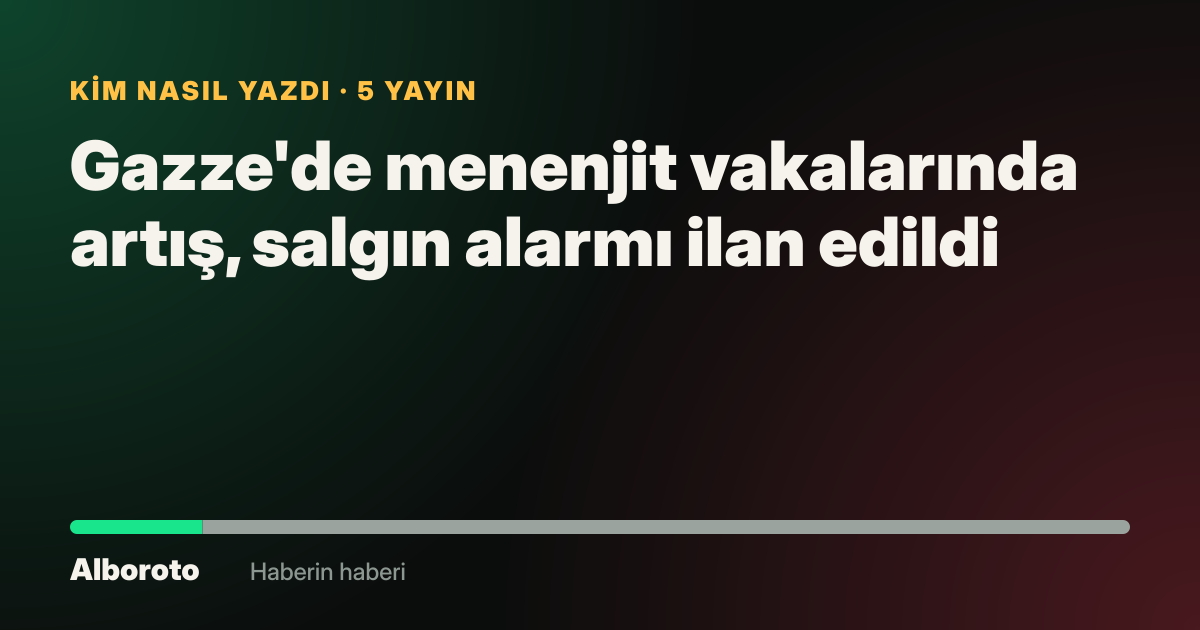 KİM NASIL YAZDI · 5 YAYIN
Gazze'de menenjit vakalarında
artış, salgın alarmı ilan edildi
Alboroto
Haberin haberi